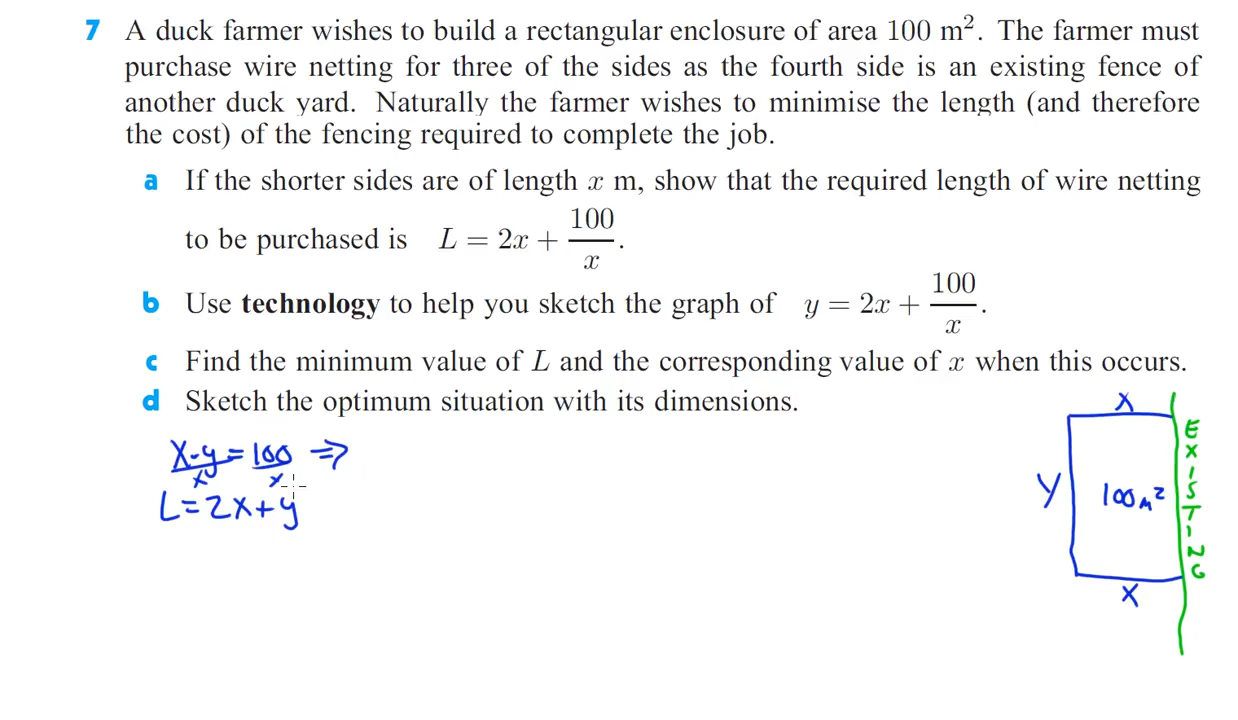 7 A duck farmer wishes to build a rectangular enclosure of area 100 m². The farmer must
purchase wire netting for three of the sides as the fourth side is an existing fence of
another duck yard. Naturally the farmer wishes to minimise the length (and therefore
the cost) of the fencing required to complete the job.
a If the shorter sides are of length x m, show that the required length of wire netting
to be purchased is L = 2x + 100/x.
b Use technology to help you sketch the graph of y = 2x + 100/x.
c Find the minimum value of L and the corresponding value of x when this occurs.
d Sketch the optimum situation with its dimensions.
x·y/x = 100/x ⇒
L = 2x + y
x
y
100 m²
x
EXISTING